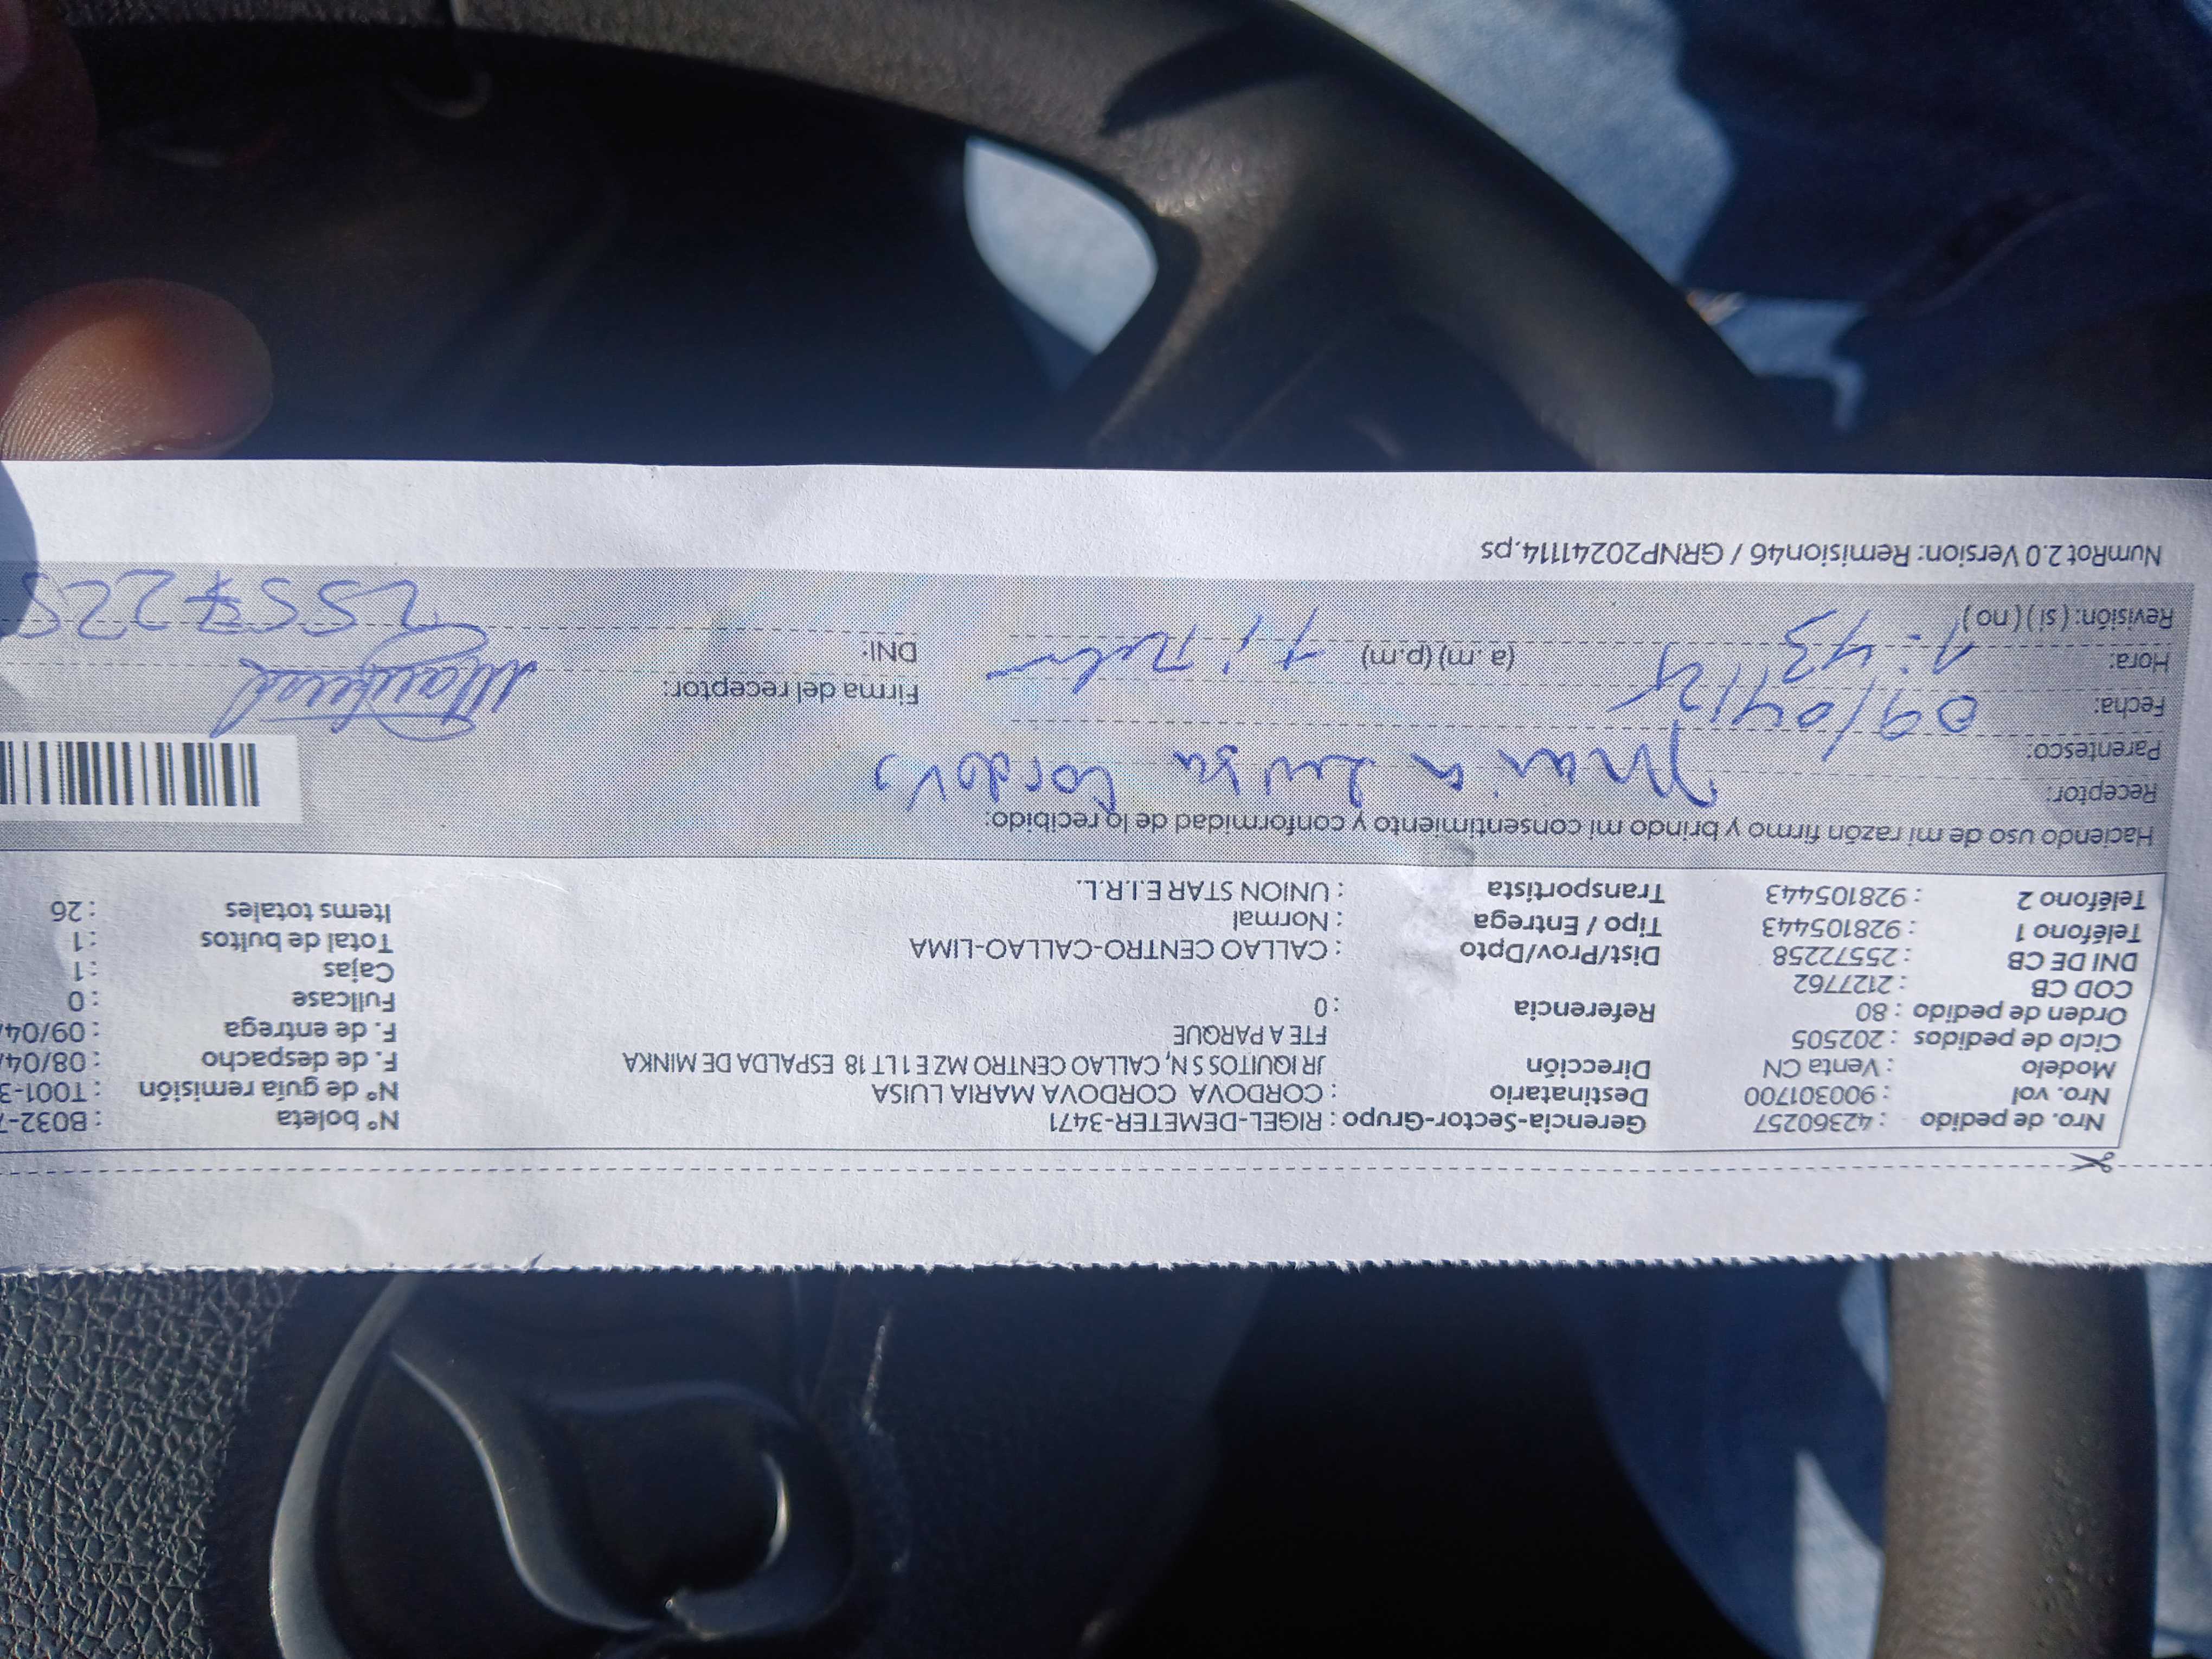 Nro. de pedido : 42360257 Gerencia-Sector-Grupo : RIGEL-DEMETER-3471 N° boleta : B032-7
Nro. vol : 900301700 Destinatario : CORDOVA CORDOVA MARIA LUISA N° de guía remisión : T001-3
Modelo : Venta CN Dirección JR IQUITOS S N, CALLAO CENTRO MZ E 1 LT 18 ESPALDA DE MINKA F. de despacho : 08/04/
Ciclo de pedidos : 202505 FTE A PARQUE F. de entrega : 09/04/
Orden de pedido : 80 Referencia : 0 Fullcase : 0
COD CB : 2127762 Cajas : 1
DNI DE CB : 25572258 Dist/Prov/Dpto : CALLAO CENTRO-CALLAO-LIMA Total de bultos : 1
Teléfono 1 : 928105443 Tipo / Entrega : Normal Items totales : 26
Teléfono 2 : 928105443 Transportista : UNION STAR E.I.R.L.
Haciendo uso de mi razón firmo y brindo mi consentimiento y conformidad de lo recibido:
Receptor: Maria Luisa Cordova
Parentesco:
Fecha: 09/04/25 Firma del receptor:
Hora: 1:43 (a. m) (p.m) DNI: 2557225
Revisión: ( si ) ( no )
NumRot 2.0 Version: Remision46 / GRNP20241114.ps